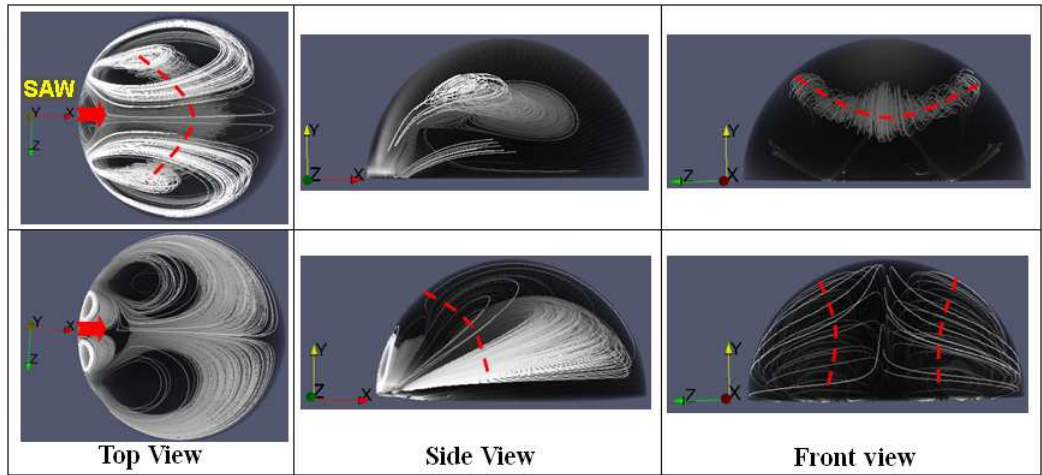 SAW
Y X
Z
Y
Z X
Y
Z X
Y X
Z
Y
Z X
Y
Z X
Top View
Side View
Front view